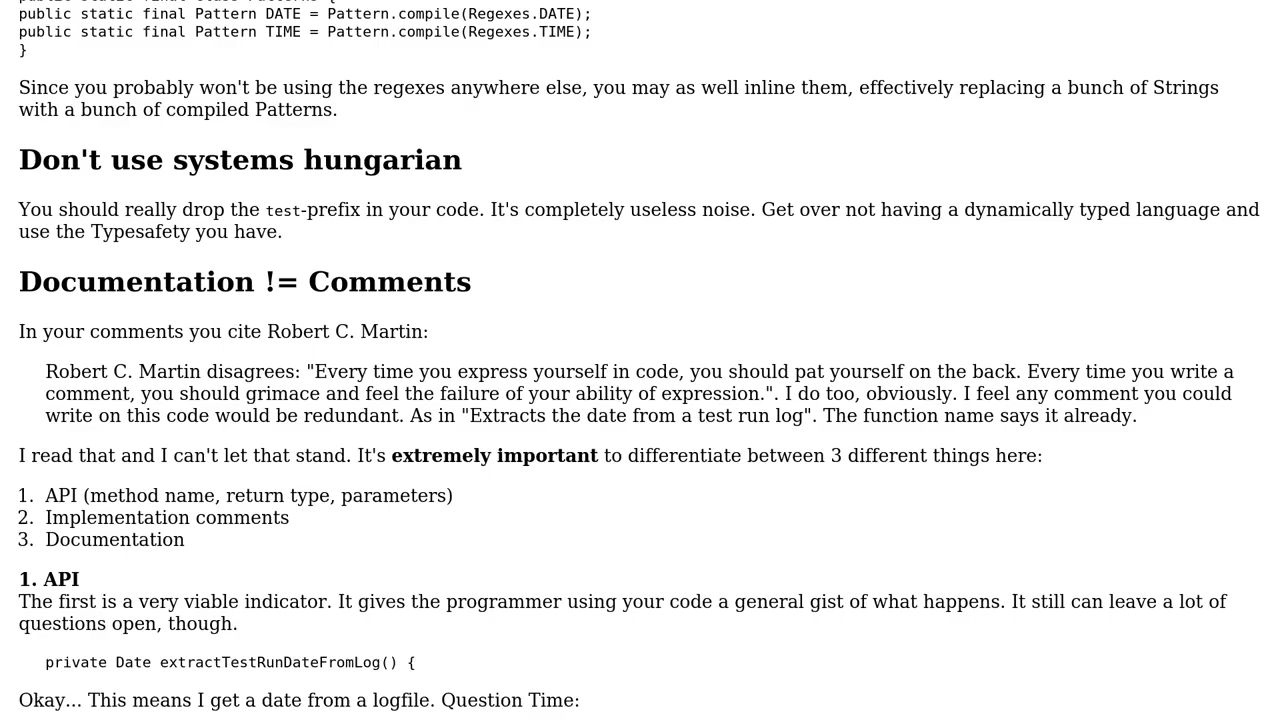 public static final Pattern DATE = Pattern.compile(Regexes.DATE);
public static final Pattern TIME = Pattern.compile(Regexes.TIME);
}
Since you probably won't be using the regexes anywhere else, you may as well inline them, effectively replacing a bunch of Strings
with a bunch of compiled Patterns.
Don't use systems hungarian
You should really drop the test-prefix in your code. It's completely useless noise. Get over not having a dynamically typed language and
use the Typesafety you have.
Documentation != Comments
In your comments you cite Robert C. Martin:
Robert C. Martin disagrees: "Every time you express yourself in code, you should pat yourself on the back. Every time you write a
comment, you should grimace and feel the failure of your ability of expression.". I do too, obviously. I feel any comment you could
write on this code would be redundant. As in "Extracts the date from a test run log". The function name says it already.
I read that and I can't let that stand. It's extremely important to differentiate between 3 different things here:
1. API (method name, return type, parameters)
2. Implementation comments
3. Documentation
1. API
The first is a very viable indicator. It gives the programmer using your code a general gist of what happens. It still can leave a lot of
questions open, though.
private Date extractTestRunDateFromLog() {
Okay... This means I get a date from a logfile. Question Time: